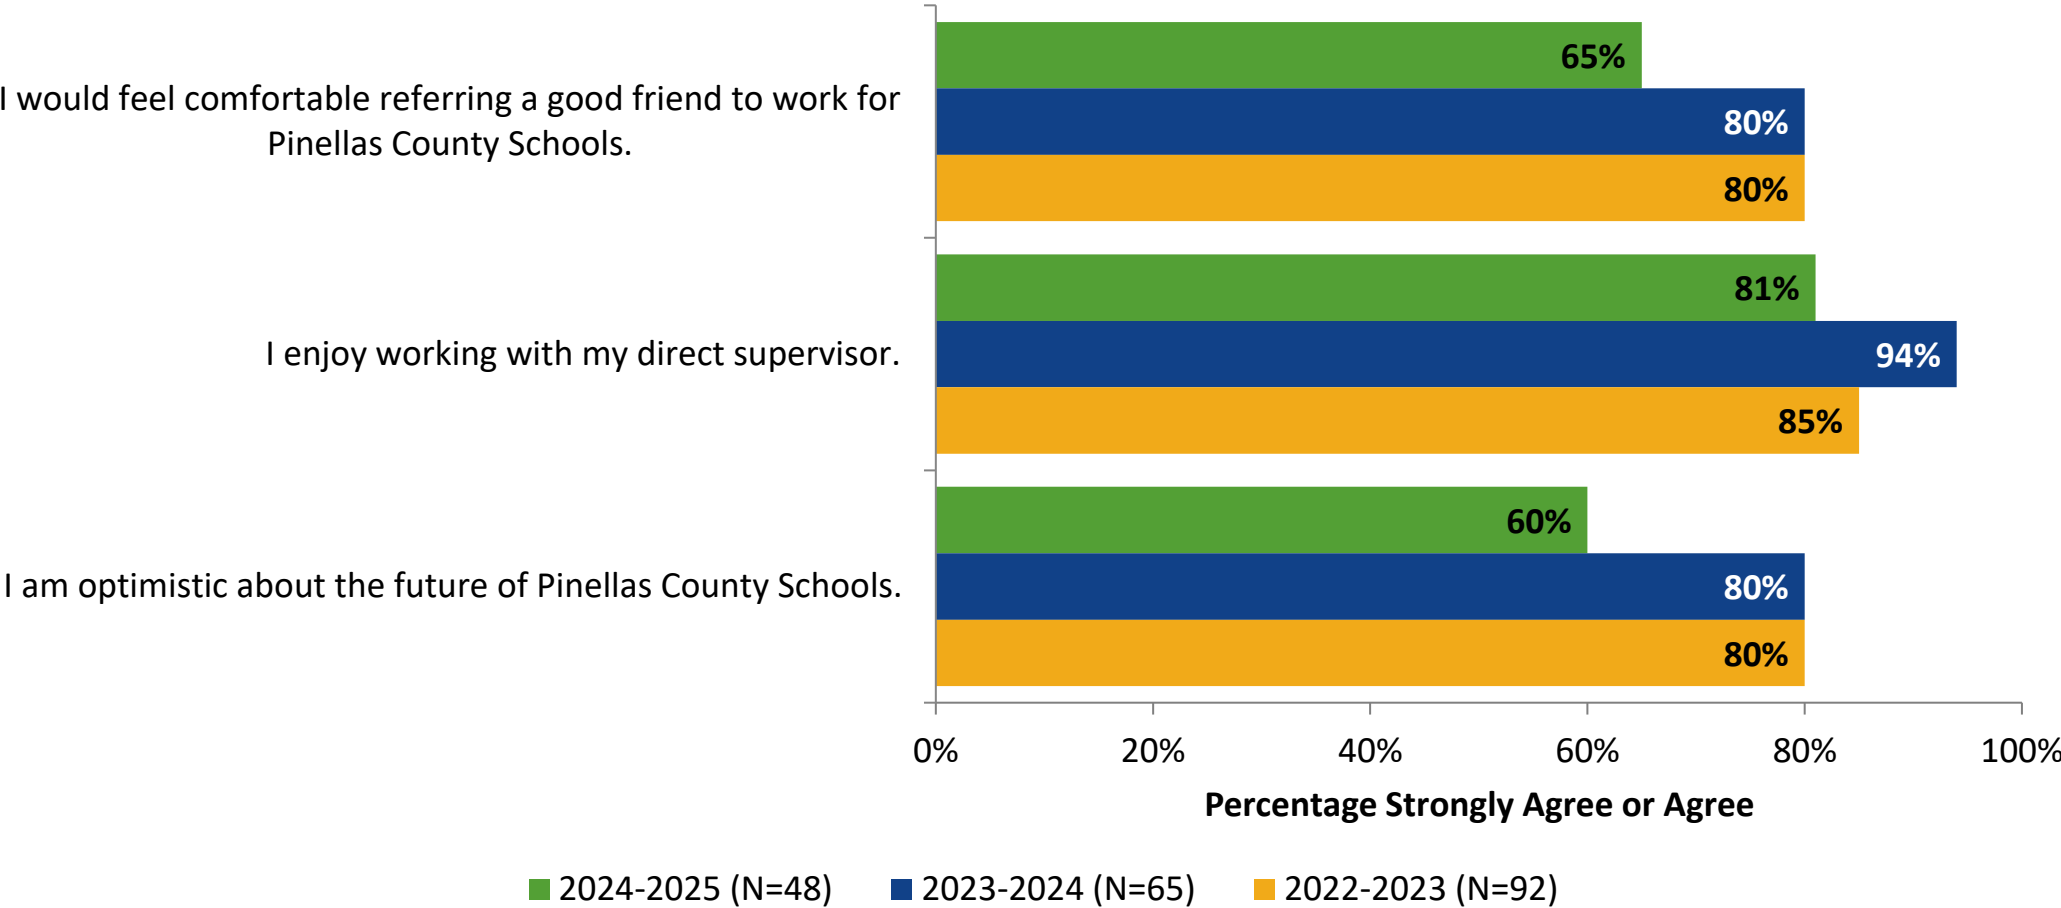 I would feel comfortable referring a good friend to work for
Pinellas County Schools.
65%
80%
80%
I enjoy working with my direct supervisor.
81%
94%
85%
I am optimistic about the future of Pinellas County Schools.
60%
80%
80%
0% 20% 40% 60% 80% 100%
Percentage Strongly Agree or Agree
2024-2025 (N=48) 2023-2024 (N=65) 2022-2023 (N=92)